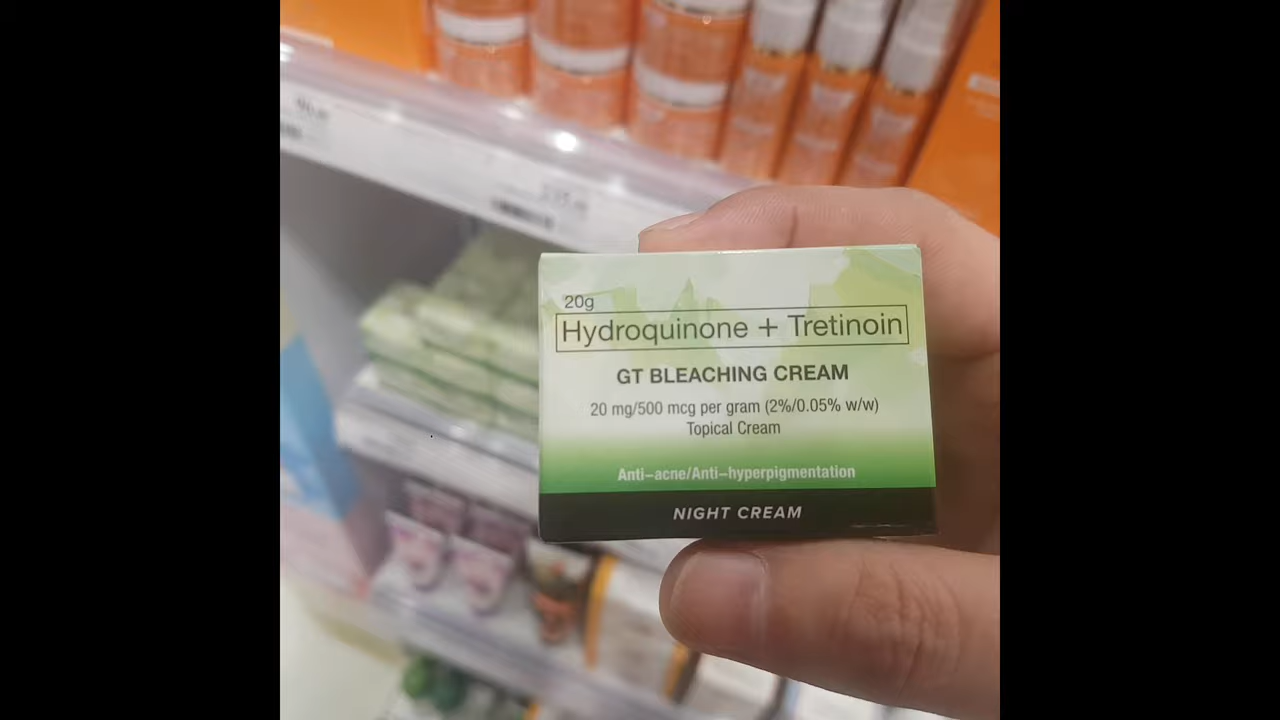 20g
Hydroquinone + Tretinoin
GT BLEACHING CREAM
20 mg/500 mcg per gram (2%/0.05% w/w)
Topical Cream
Anti-acne/Anti-hyperpigmentation
NIGHT CREAM